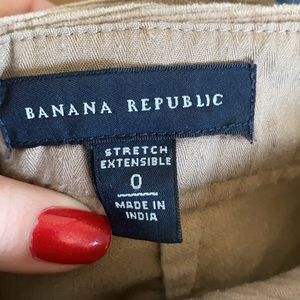 BANANA REPUBLIC
STRETCH
EXTENSIBLE
0
MADE IN
INDIA